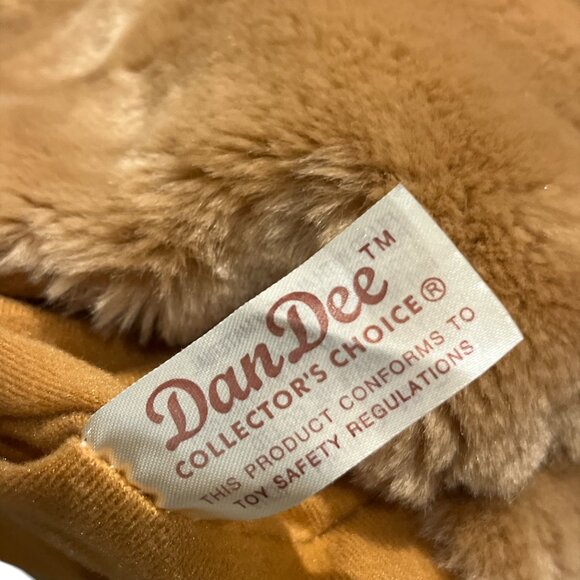 DanDee™
COLLECTOR'S CHOICE®
THIS PRODUCT CONFORMS TO
TOY SAFETY REGULATIONS